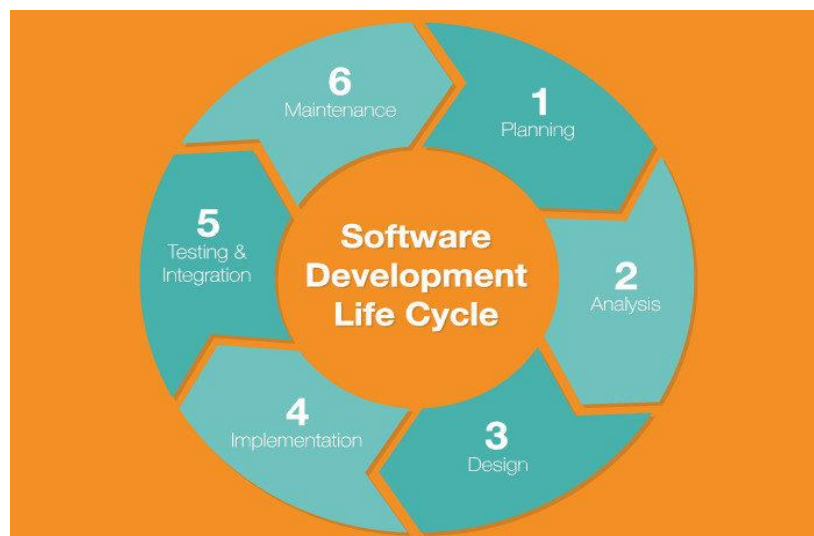 Software
Development
Life Cycle
1
Planning
2
Analysis
3
Design
4
Implementation
5
Testing &
Integration
6
Maintenance